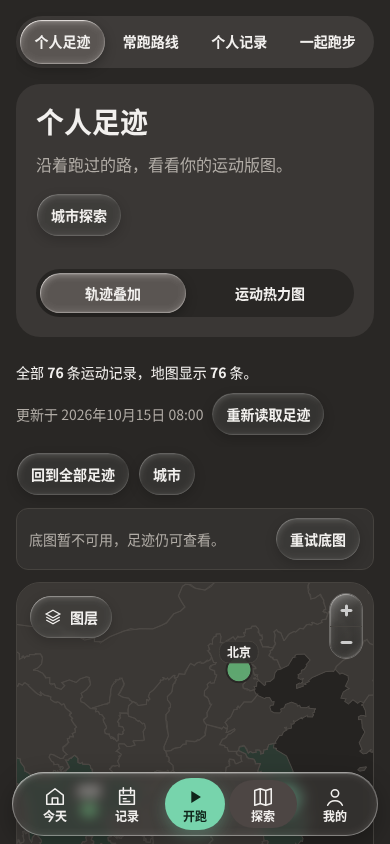 个人足迹
常跑路线
个人记录
一起跑步
个人足迹
沿着跑过的路，看看你的运动版图。
城市探索
轨迹叠加
运动热力图
全部 76 条运动记录，地图显示 76 条。
更新于 2026年10月15日 08:00
重新读取足迹
回到全部足迹
城市
底图暂不可用，足迹仍可查看。
重试底图
图层
+
−
北京
今天
记录
开跑
探索
我的